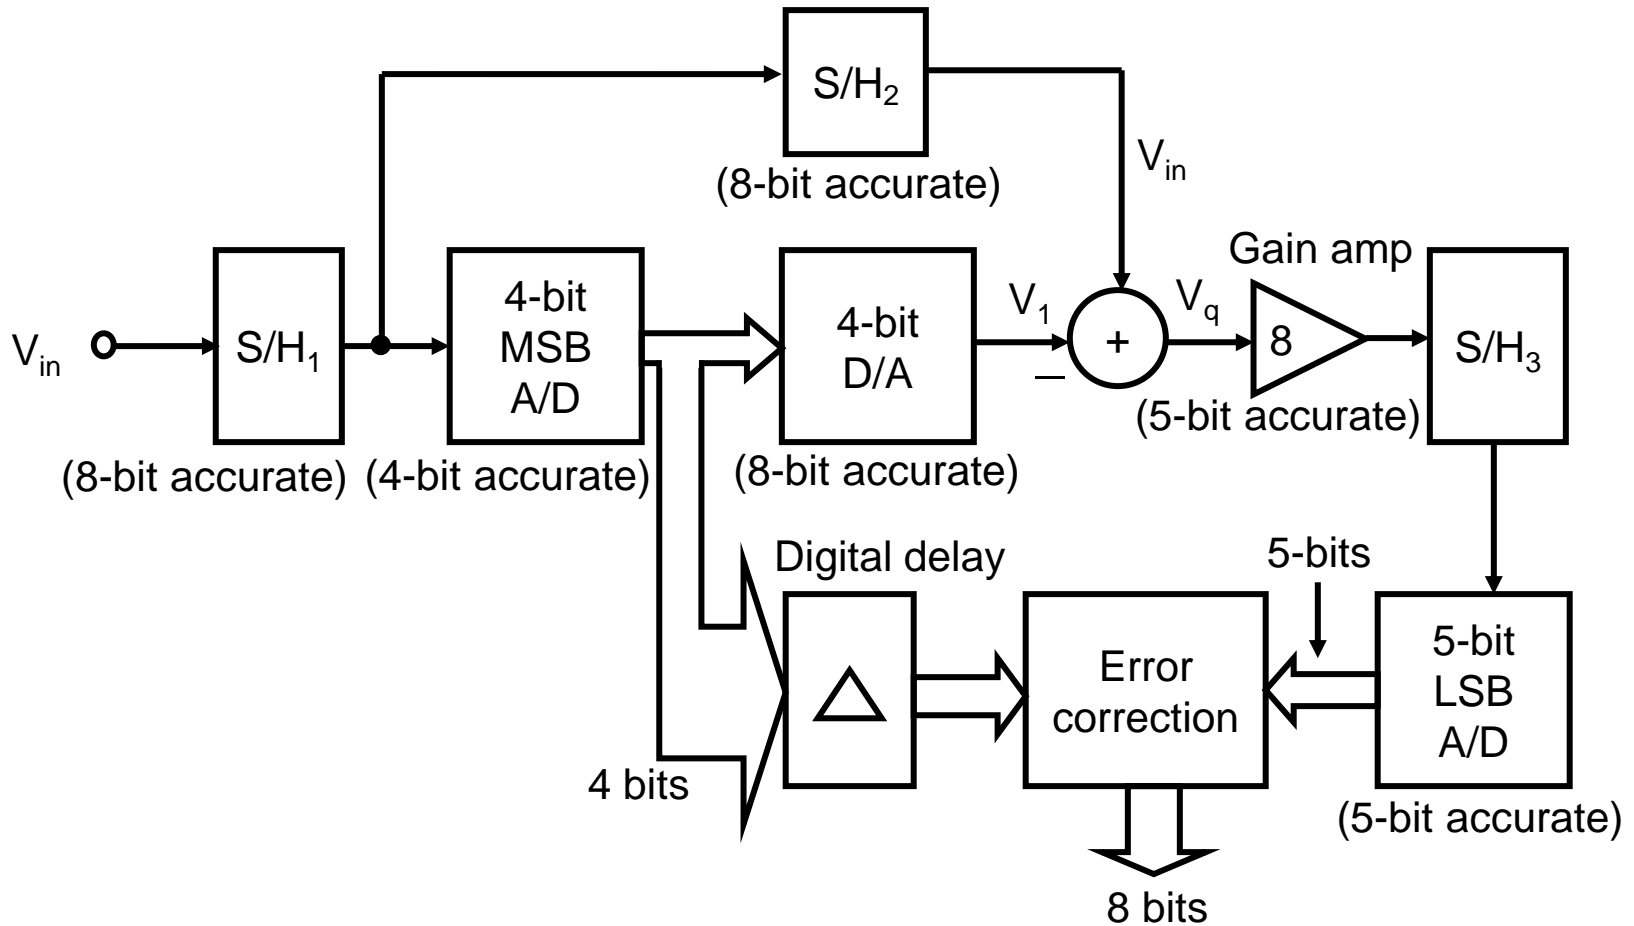 S/H2
Vin
(8-bit accurate)
Vin
S/H1
(8-bit accurate)
4-bit
MSB
A/D
(4-bit accurate)
4-bit
D/A
(8-bit accurate)
V1
+
−
Vq
Gain amp
8
(5-bit accurate)
S/H3
4 bits
Digital delay
△
Error
correction
5-bits
5-bit
LSB
A/D
(5-bit accurate)
8 bits